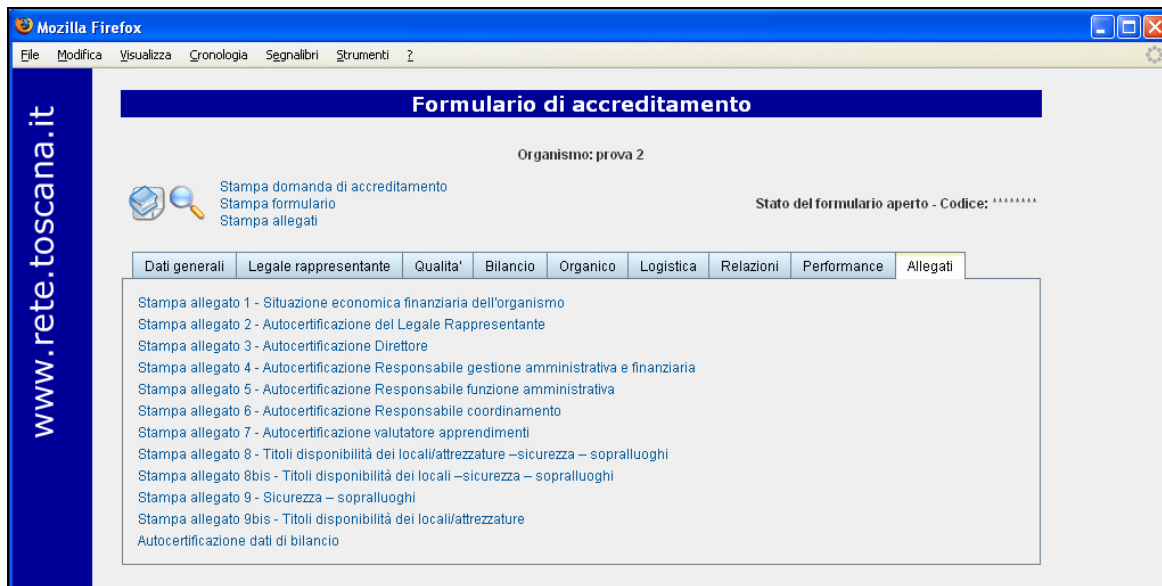 Mozilla Firefox
File Modifica Visualizza Cronologia Segnalibri Strumenti ?
www.rete.toscana.it
Formulario di accreditamento
Organismo: prova 2
Stampa domanda di accreditamento
Stampa formulario
Stampa allegati
Stato del formulario aperto - Codice: ********
Dati generali Legale rappresentante Qualita' Bilancio Organico Logistica Relazioni Performance Allegati
Stampa allegato 1 - Situazione economica finanziaria dell'organismo
Stampa allegato 2 - Autocertificazione del Legale Rappresentante
Stampa allegato 3 - Autocertificazione Direttore
Stampa allegato 4 - Autocertificazione Responsabile gestione amministrativa e finanziaria
Stampa allegato 5 - Autocertificazione Responsabile funzione amministrativa
Stampa allegato 6 - Autocertificazione Responsabile coordinamento
Stampa allegato 7 - Autocertificazione valutatore apprendimenti
Stampa allegato 8 - Titoli disponibilità dei locali/attrezzature –sicurezza – sopralluoghi
Stampa allegato 8bis - Titoli disponibilità dei locali –sicurezza – sopralluoghi
Stampa allegato 9 - Sicurezza – sopralluoghi
Stampa allegato 9bis - Titoli disponibilità dei locali/attrezzature
Autocertificazione dati di bilancio